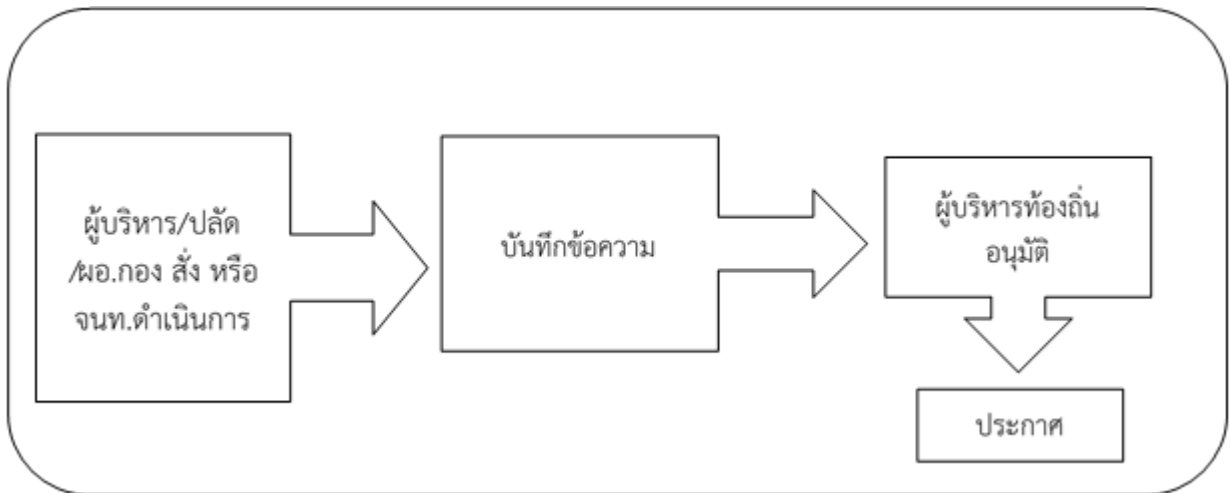 ผู้บริหาร/ปลัด
/ผอ.กอง สั่ง หรือ
จนท.ดำเนินการ
บันทึกข้อความ
ผู้บริหารท้องถิ่น
อนุมัติ
ประกาศ